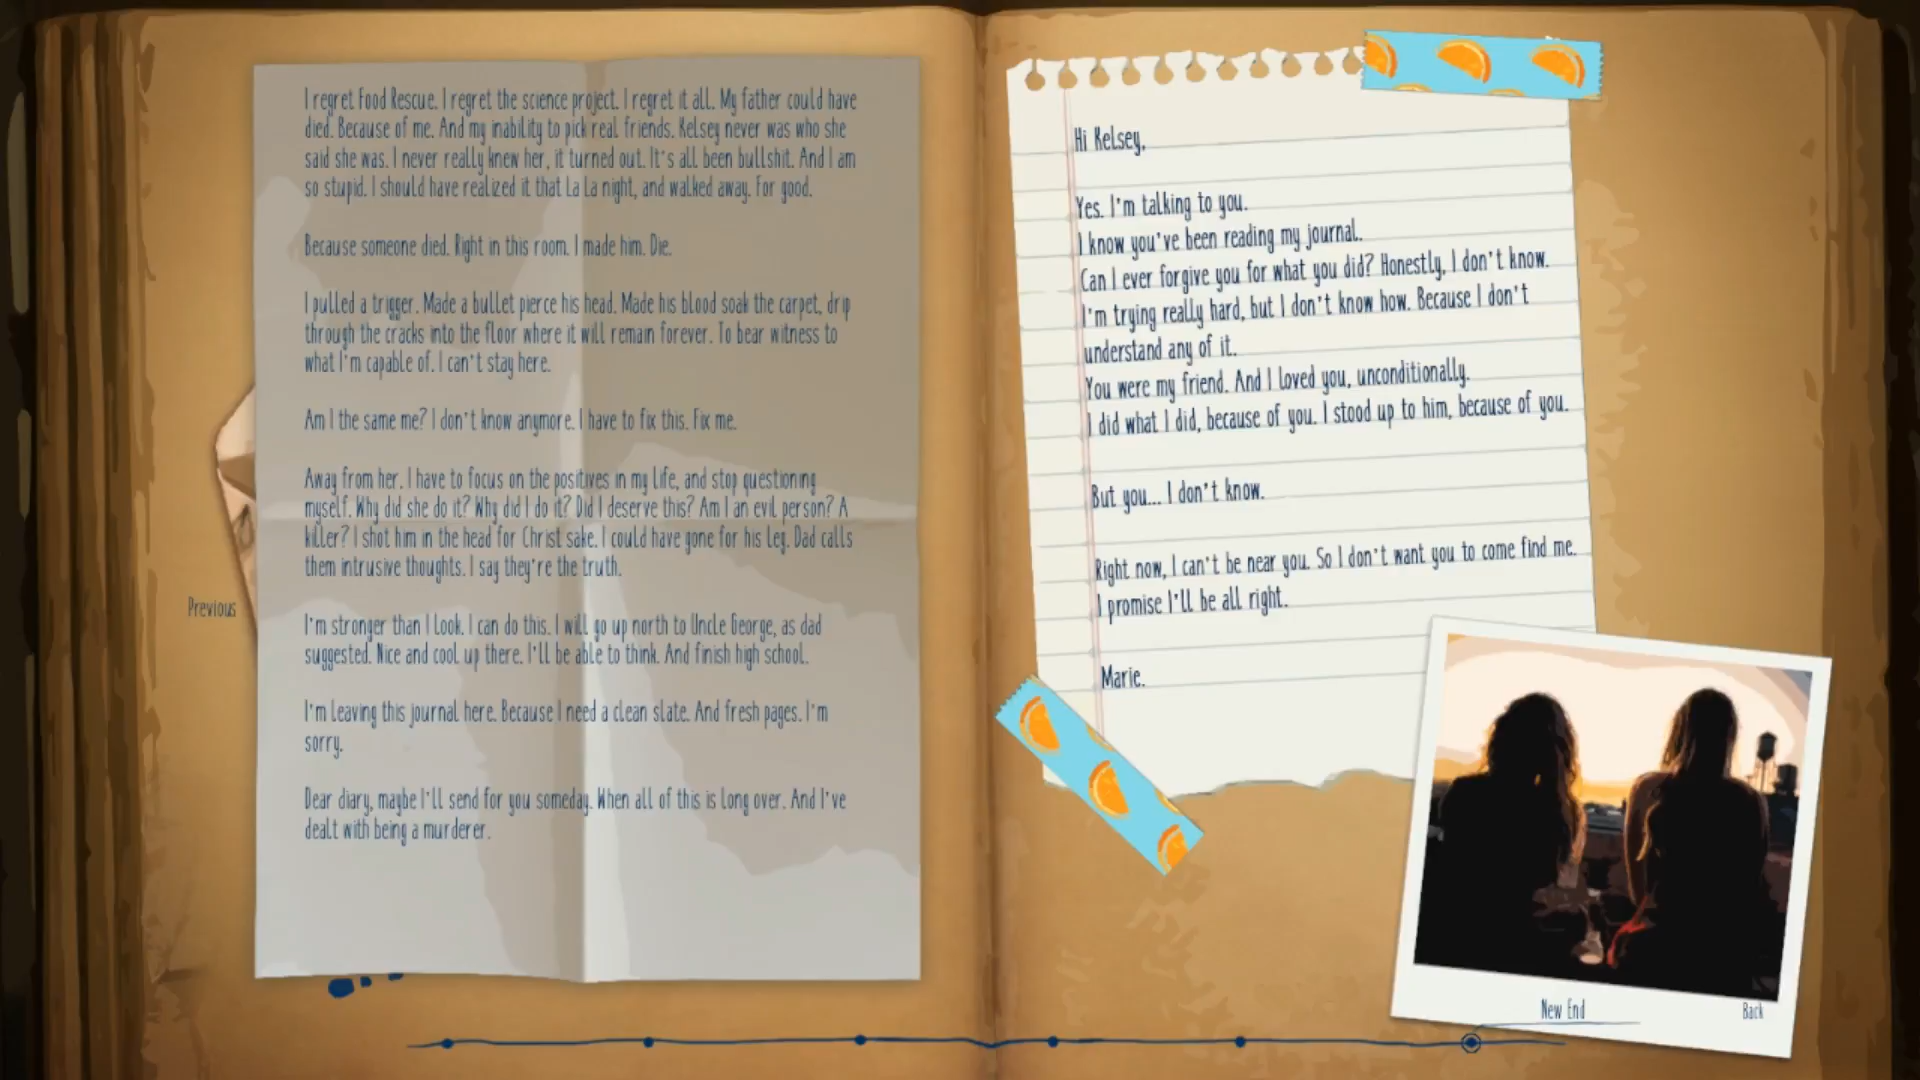 I regret Food Rescue. I regret the science project. I regret it all. My father could have
died. Because of me. And my inability to pick real friends. Kelsey never was who she
said she was. I never really knew her, it turned out. It's all been bullshit. And I am
so stupid. I should have realized it that La La night, and walked away. For good.
Because someone died. Right in this room. I made him. Die.
I pulled a trigger. Made a bullet pierce his head. Made his blood soak the carpet, drip
through the cracks into the floor where it will remain forever. To bear witness to
what I'm capable of. I can't stay here.
Am I the same me? I don't know anymore. I have to fix this. Fix me.
Away from her. I have to focus on the positives in my life, and stop questioning
myself. Why did she do it? Why did I do it? Did I deserve this? Am I an evil person? A
killer? I shot him in the head for Christ sake. I could have gone for his leg. Dad calls
them intrusive thoughts. I say they're the truth.
I'm stronger than I look. I can do this. I will go up north to Uncle George, as dad
suggested. Nice and cool up there. I'll be able to think. And finish high school.
I'm leaving this journal here. Because I need a clean slate. And fresh pages. I'm
sorry.
Dear diary, maybe I'll send for you someday. When all of this is long over. And I've
dealt with being a murderer.
Previous
Hi Kelsey,
Yes. I'm talking to you.
I know you've been reading my journal.
Can I ever forgive you for what you did? Honestly, I don't know.
I'm trying really hard, but I don't know how. Because I don't
understand any of it.
You were my friend. And I loved you, unconditionally.
I did what I did, because of you. I stood up to him, because of you.
But you... I don't know.
Right now, I can't be near you. So I don't want you to come find me.
I promise I'll be all right.
Marie.
New End
Back